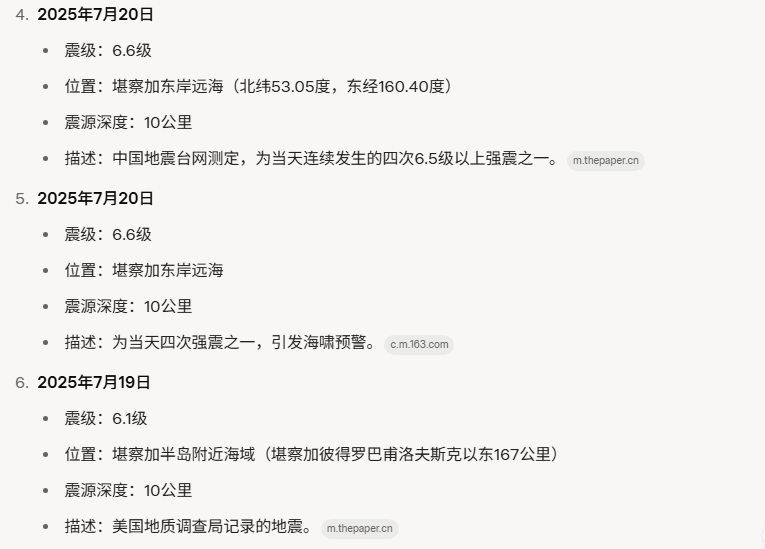 4. 2025年7月20日
震级：6.6级
位置：堪察加东岸远海（北纬53.05度，东经160.40度）
震源深度：10公里
描述：中国地震台网测定，为当天连续发生的四次6.5级以上强震之一。 m.thepaper.cn
5. 2025年7月20日
震级：6.6级
位置：堪察加东岸远海
震源深度：10公里
描述：为当天四次强震之一，引发海啸预警。 c.m.163.com
6. 2025年7月19日
震级：6.1级
位置：堪察加半岛附近海域（堪察加彼得罗巴甫洛夫斯克以东167公里）
震源深度：10公里
描述：美国地质调查局记录的地震。 m.thepaper.cn